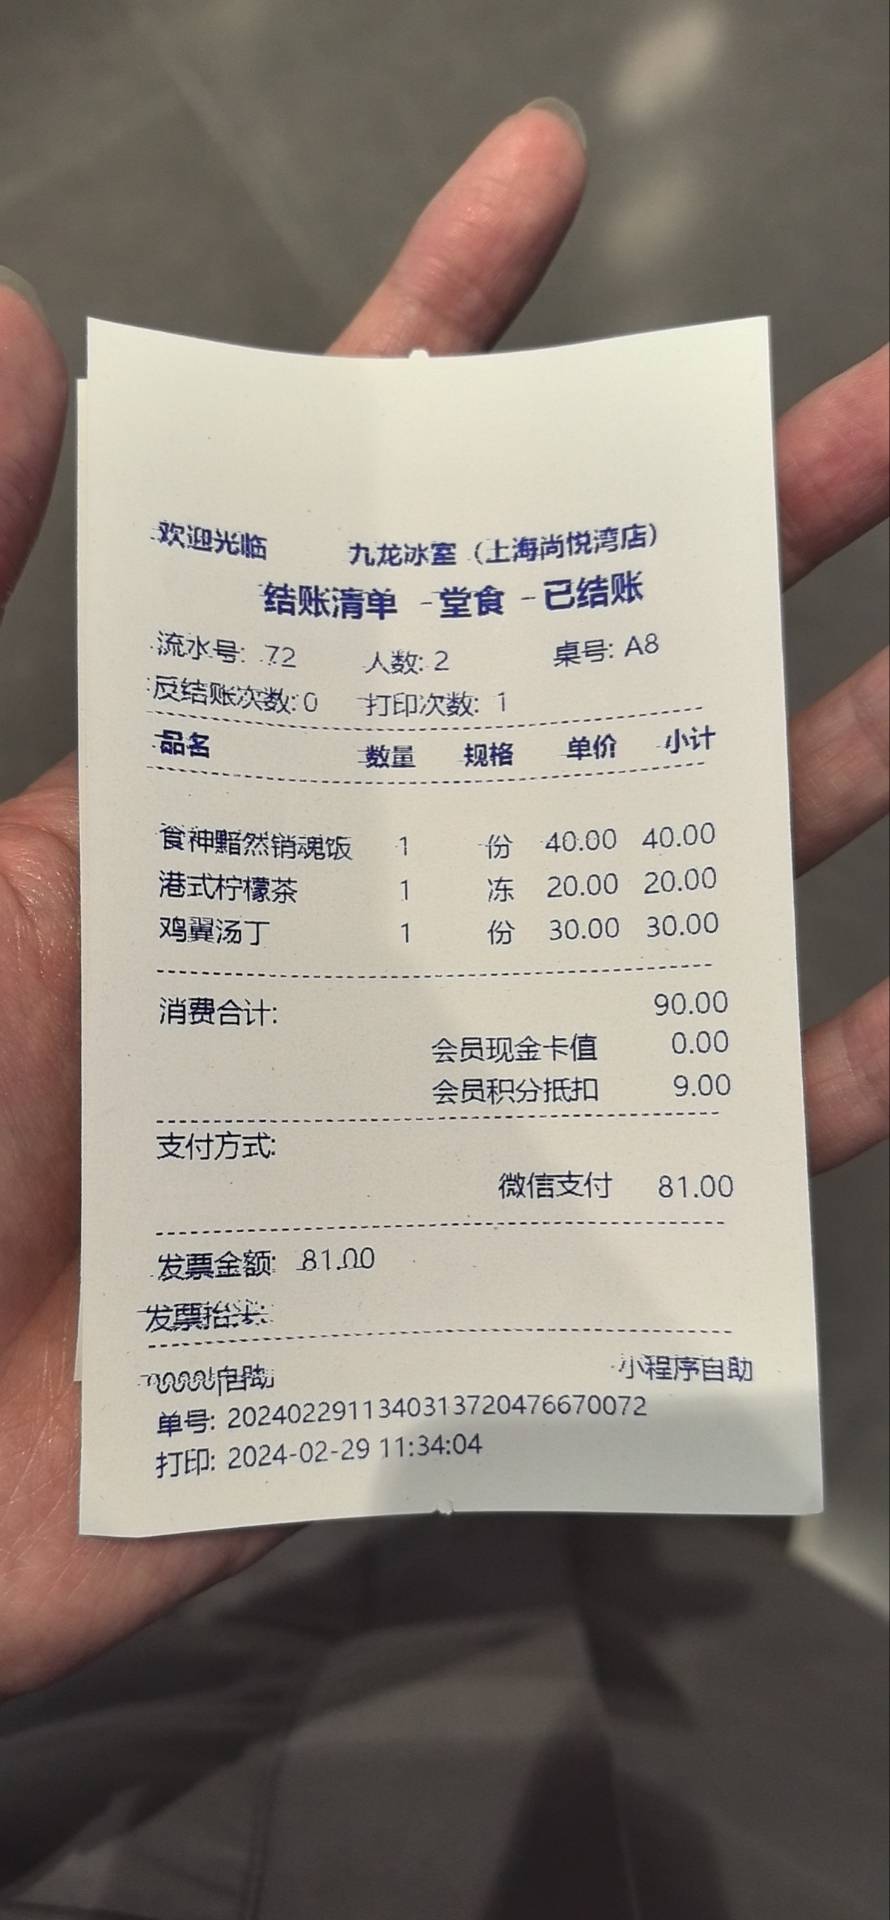 欢迎光临 九龙冰室（上海尚悦湾店）
结账清单 - 堂食 - 已结账
流水号: 72 人数: 2 桌号: A8
反结账次数: 0 打印次数: 1
品名 数量 规格 单价 小计
食神黯然销魂饭 1 份 40.00 40.00
港式柠檬茶 1 冻 20.00 20.00
鸡翼汤丁 1 份 30.00 30.00
消费合计: 90.00
会员现金卡值 0.00
会员积分抵扣 9.00
支付方式:
微信支付 81.00
发票金额: 81.00
发票抬头:
自助 小程序自助
单号: 2024022911340313720476670072
打印: 2024-02-29 11:34:04